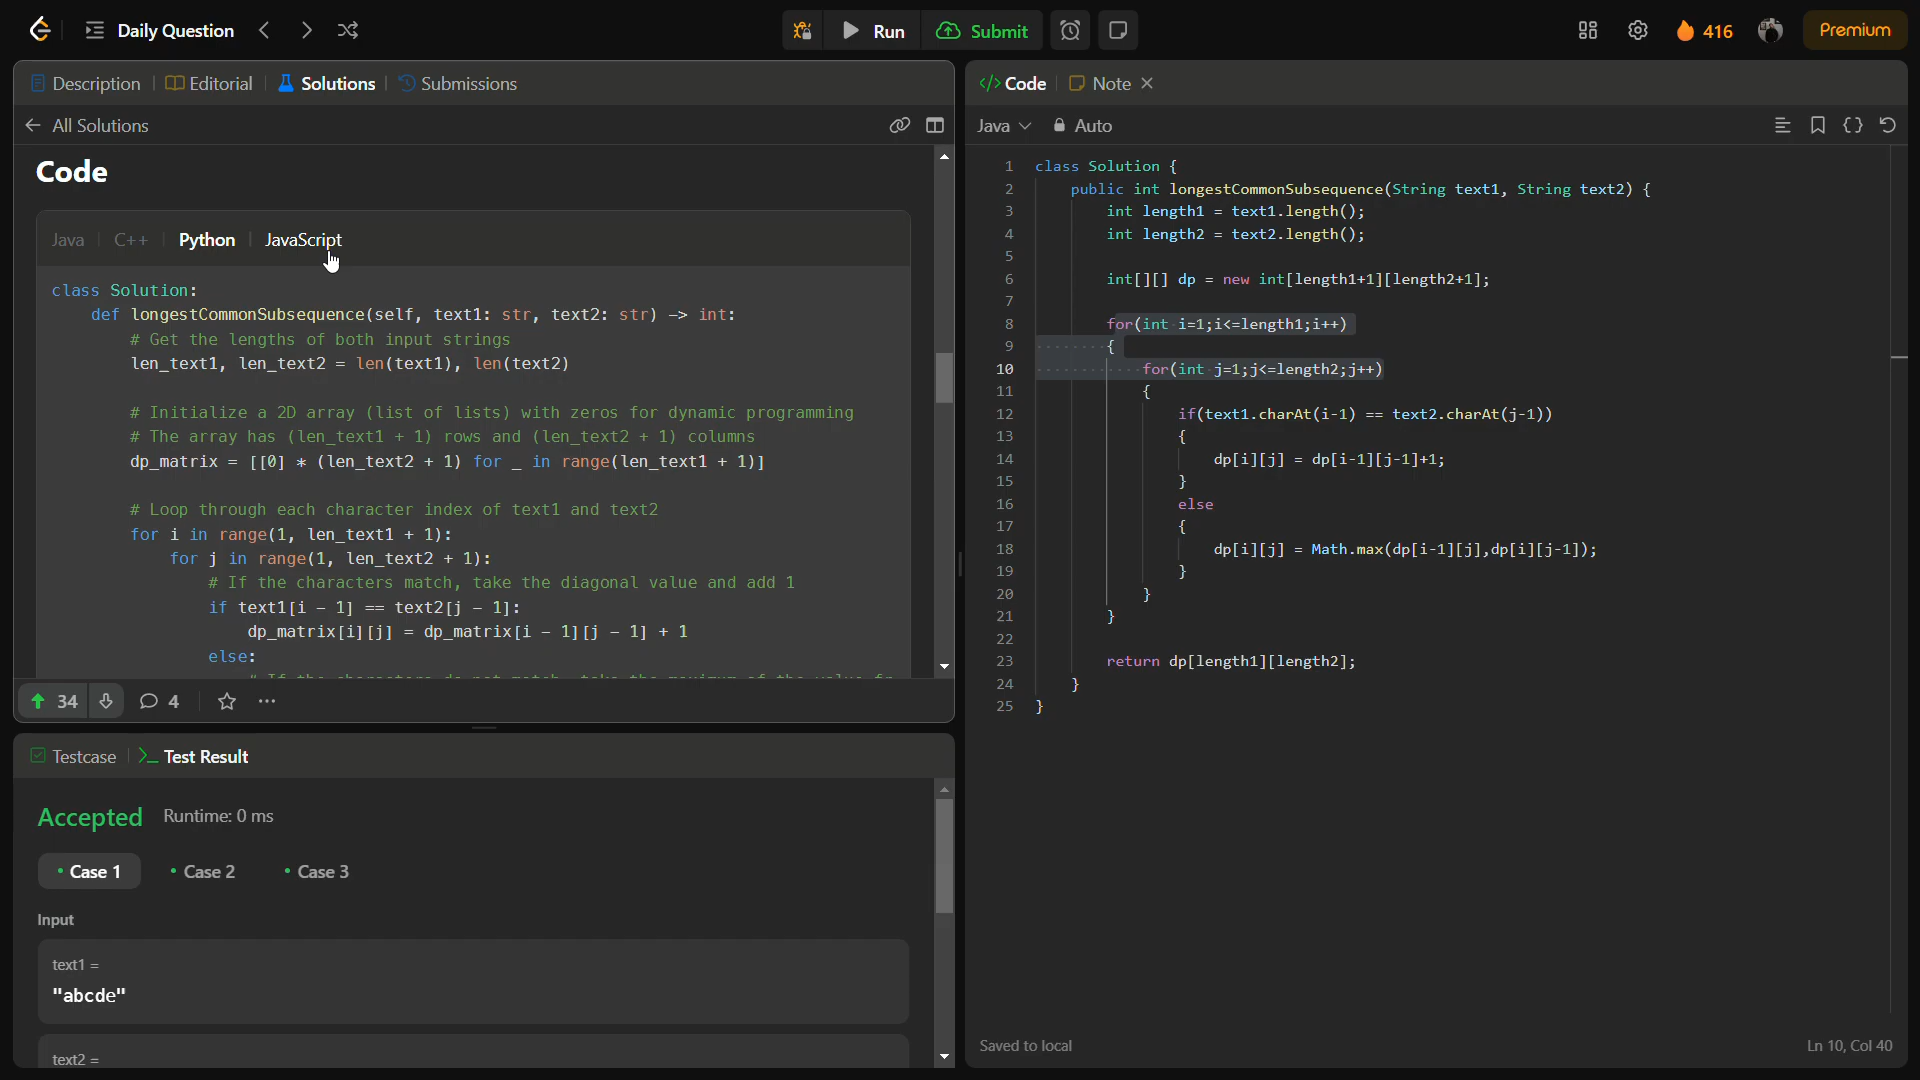 Daily Question
Run
Submit
416
Premium
Description
Editorial
Solutions
Submissions
All Solutions
Code
Java
C++
Python
JavaScript
class Solution:
def longestCommonSubsequence(self, text1: str, text2: str) -> int:
# Get the lengths of both input strings
len_text1, len_text2 = len(text1), len(text2)
# Initialize a 2D array (list of lists) with zeros for dynamic programming
# The array has (len_text1 + 1) rows and (len_text2 + 1) columns
dp_matrix = [[0] * (len_text2 + 1) for _ in range(len_text1 + 1)]
# Loop through each character index of text1 and text2
for i in range(1, len_text1 + 1):
for j in range(1, len_text2 + 1):
# If the characters match, take the diagonal value and add 1
if text1[i - 1] == text2[j - 1]:
dp_matrix[i][j] = dp_matrix[i - 1][j - 1] + 1
else:
34
4
Testcase
Test Result
Accepted
Runtime: 0 ms
Case 1
Case 2
Case 3
Input
text1 =
"abcde"
text2 =
</> Code
Note
Java
Auto
1 class Solution {
2 public int longestCommonSubsequence(String text1, String text2) {
3 int length1 = text1.length();
4 int length2 = text2.length();
5
6 int[][] dp = new int[length1+1][length2+1];
7
8 for(int i=1;i<=length1;i++)
9 {
10 for(int j=1;j<=length2;j++)
11 {
12 if(text1.charAt(i-1) == text2.charAt(j-1))
13 {
14 dp[i][j] = dp[i-1][j-1]+1;
15 }
16 else
17 {
18 dp[i][j] = Math.max(dp[i-1][j],dp[i][j-1]);
19 }
20 }
21 }
22
23 return dp[length1][length2];
24 }
25 }
Saved to local
Ln 10, Col 40